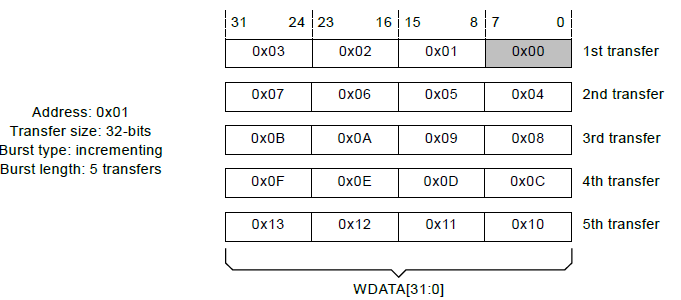 31 24 23 16 15 8 7 0
0x03 0x02 0x01 0x00 1st transfer
0x07 0x06 0x05 0x04 2nd transfer
Address: 0x01
Transfer size: 32-bits
Burst type: incrementing
Burst length: 5 transfers
0x0B 0x0A 0x09 0x08 3rd transfer
0x0F 0x0E 0x0D 0x0C 4th transfer
0x13 0x12 0x11 0x10 5th transfer
WDATA[31:0]